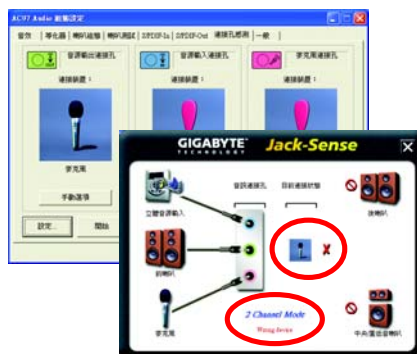 AC97 Audio 組態設定
音效 等化器 喇叭組態 喇叭測試 S/PDIF-In S/PDIF-Out 連接孔感測 一般
音源輸出連接孔 音源輸入連接孔 麥克風連接孔
連接裝置： 連接裝置： 連接裝置：
麥克風
手動選項
設定... 開始
GIGABYTE Jack-Sense
TECHNOLOGY
音訊連接孔 目前連接狀態
立體音源輸入 後喇叭
前喇叭
2 Channel Mode
Wrong device
麥克風 中央/重低音喇叭